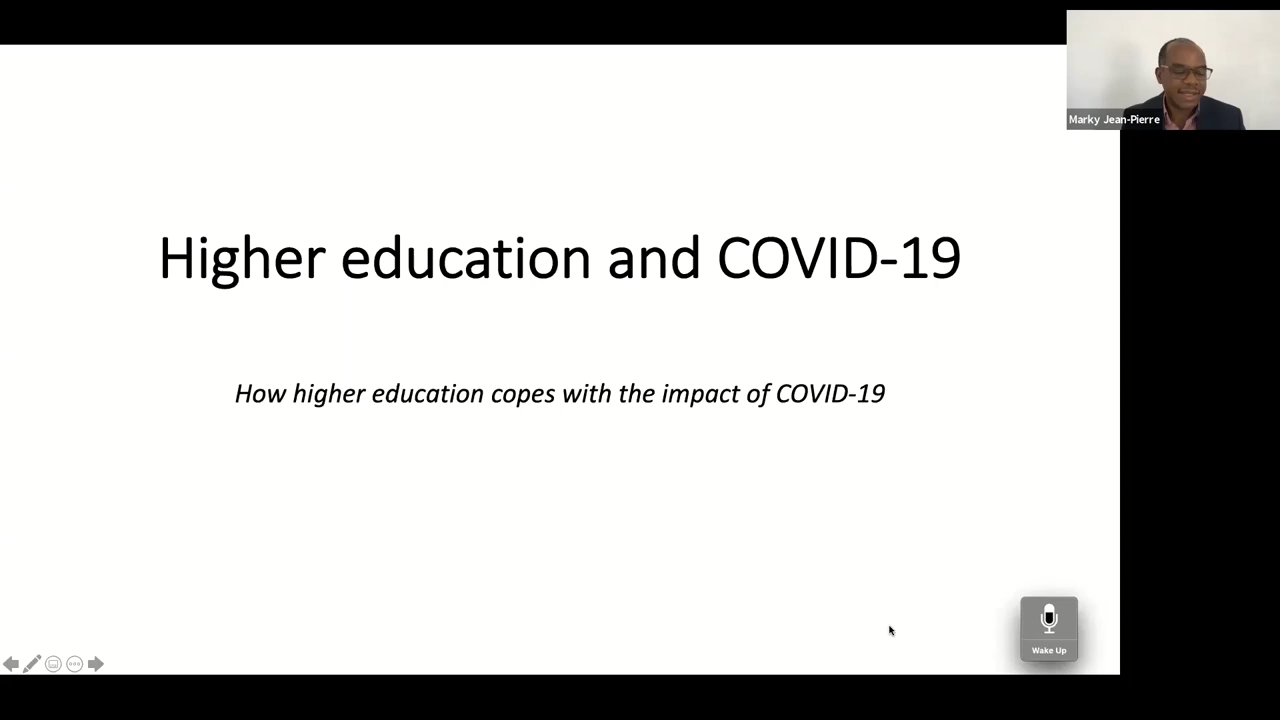 Marky Jean-Pierre
Higher education and COVID-19
How higher education copes with the impact of COVID-19
Wake Up